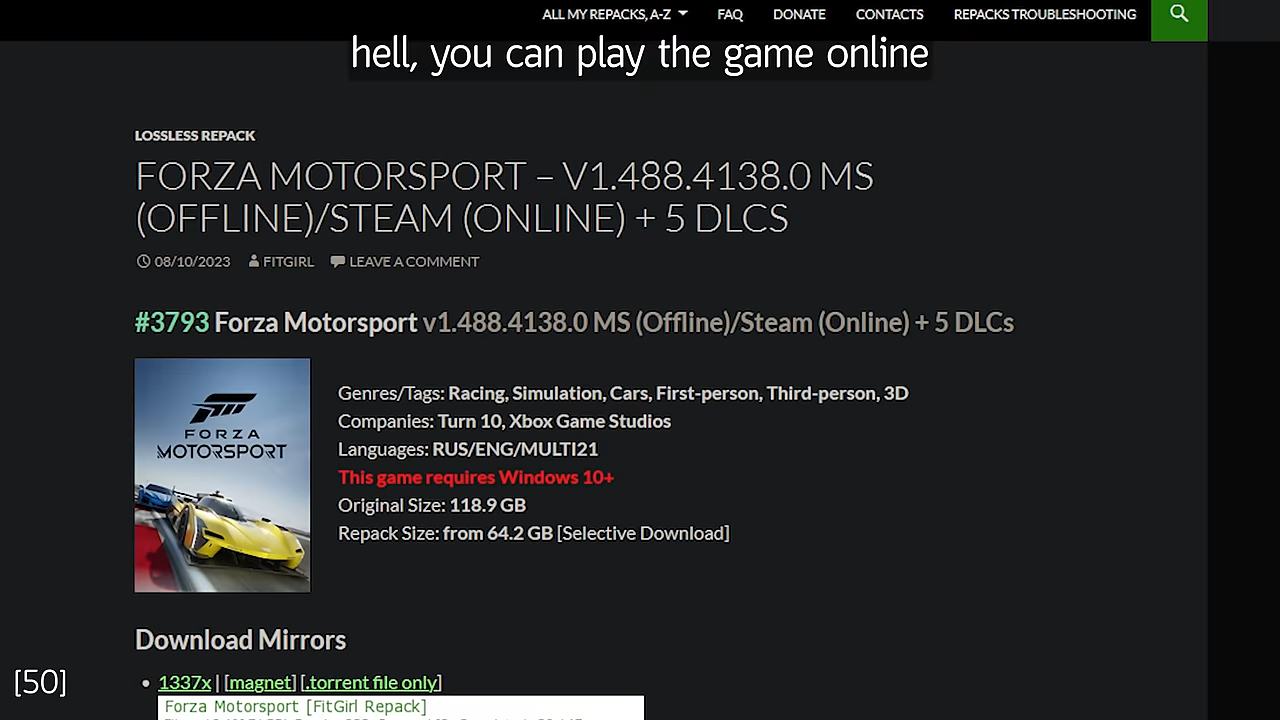 ALL MY REPACKS, A-Z FAQ DONATE CONTACTS REPACKS TROUBLESHOOTING
hell, you can play the game online
LOSSLESS REPACK
FORZA MOTORSPORT – V1.488.4138.0 MS
(OFFLINE)/STEAM (ONLINE) + 5 DLCS
08/10/2023 FITGIRL LEAVE A COMMENT
#3793 Forza Motorsport v1.488.4138.0 MS (Offline)/Steam (Online) + 5 DLCs
FORZA
MOTORSPORT
Genres/Tags: Racing, Simulation, Cars, First-person, Third-person, 3D
Companies: Turn 10, Xbox Game Studios
Languages: RUS/ENG/MULTI21
This game requires Windows 10+
Original Size: 118.9 GB
Repack Size: from 64.2 GB [Selective Download]
Download Mirrors
[50]
• 1337x | [magnet] [.torrent file only]
Forza Motorsport [FitGirl Repack]